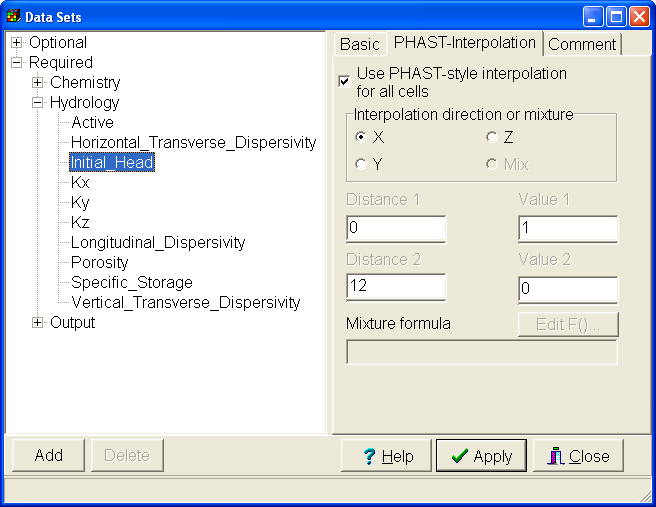 Data Sets
Optional
Required
Chemistry
Hydrology
Active
Horizontal_Transverse_Dispersivity
Initial_Head
Kx
Ky
Kz
Longitudinal_Dispersivity
Porosity
Specific_Storage
Vertical_Transverse_Dispersivity
Output
Basic PHAST-Interpolation Comment
Use PHAST-style interpolation
for all cells
Interpolation direction or mixture
X Z
Y Mix
Distance 1 Value 1
0 1
Distance 2 Value 2
12 0
Mixture formula Edit F()...
Add Delete ? Help Apply Close